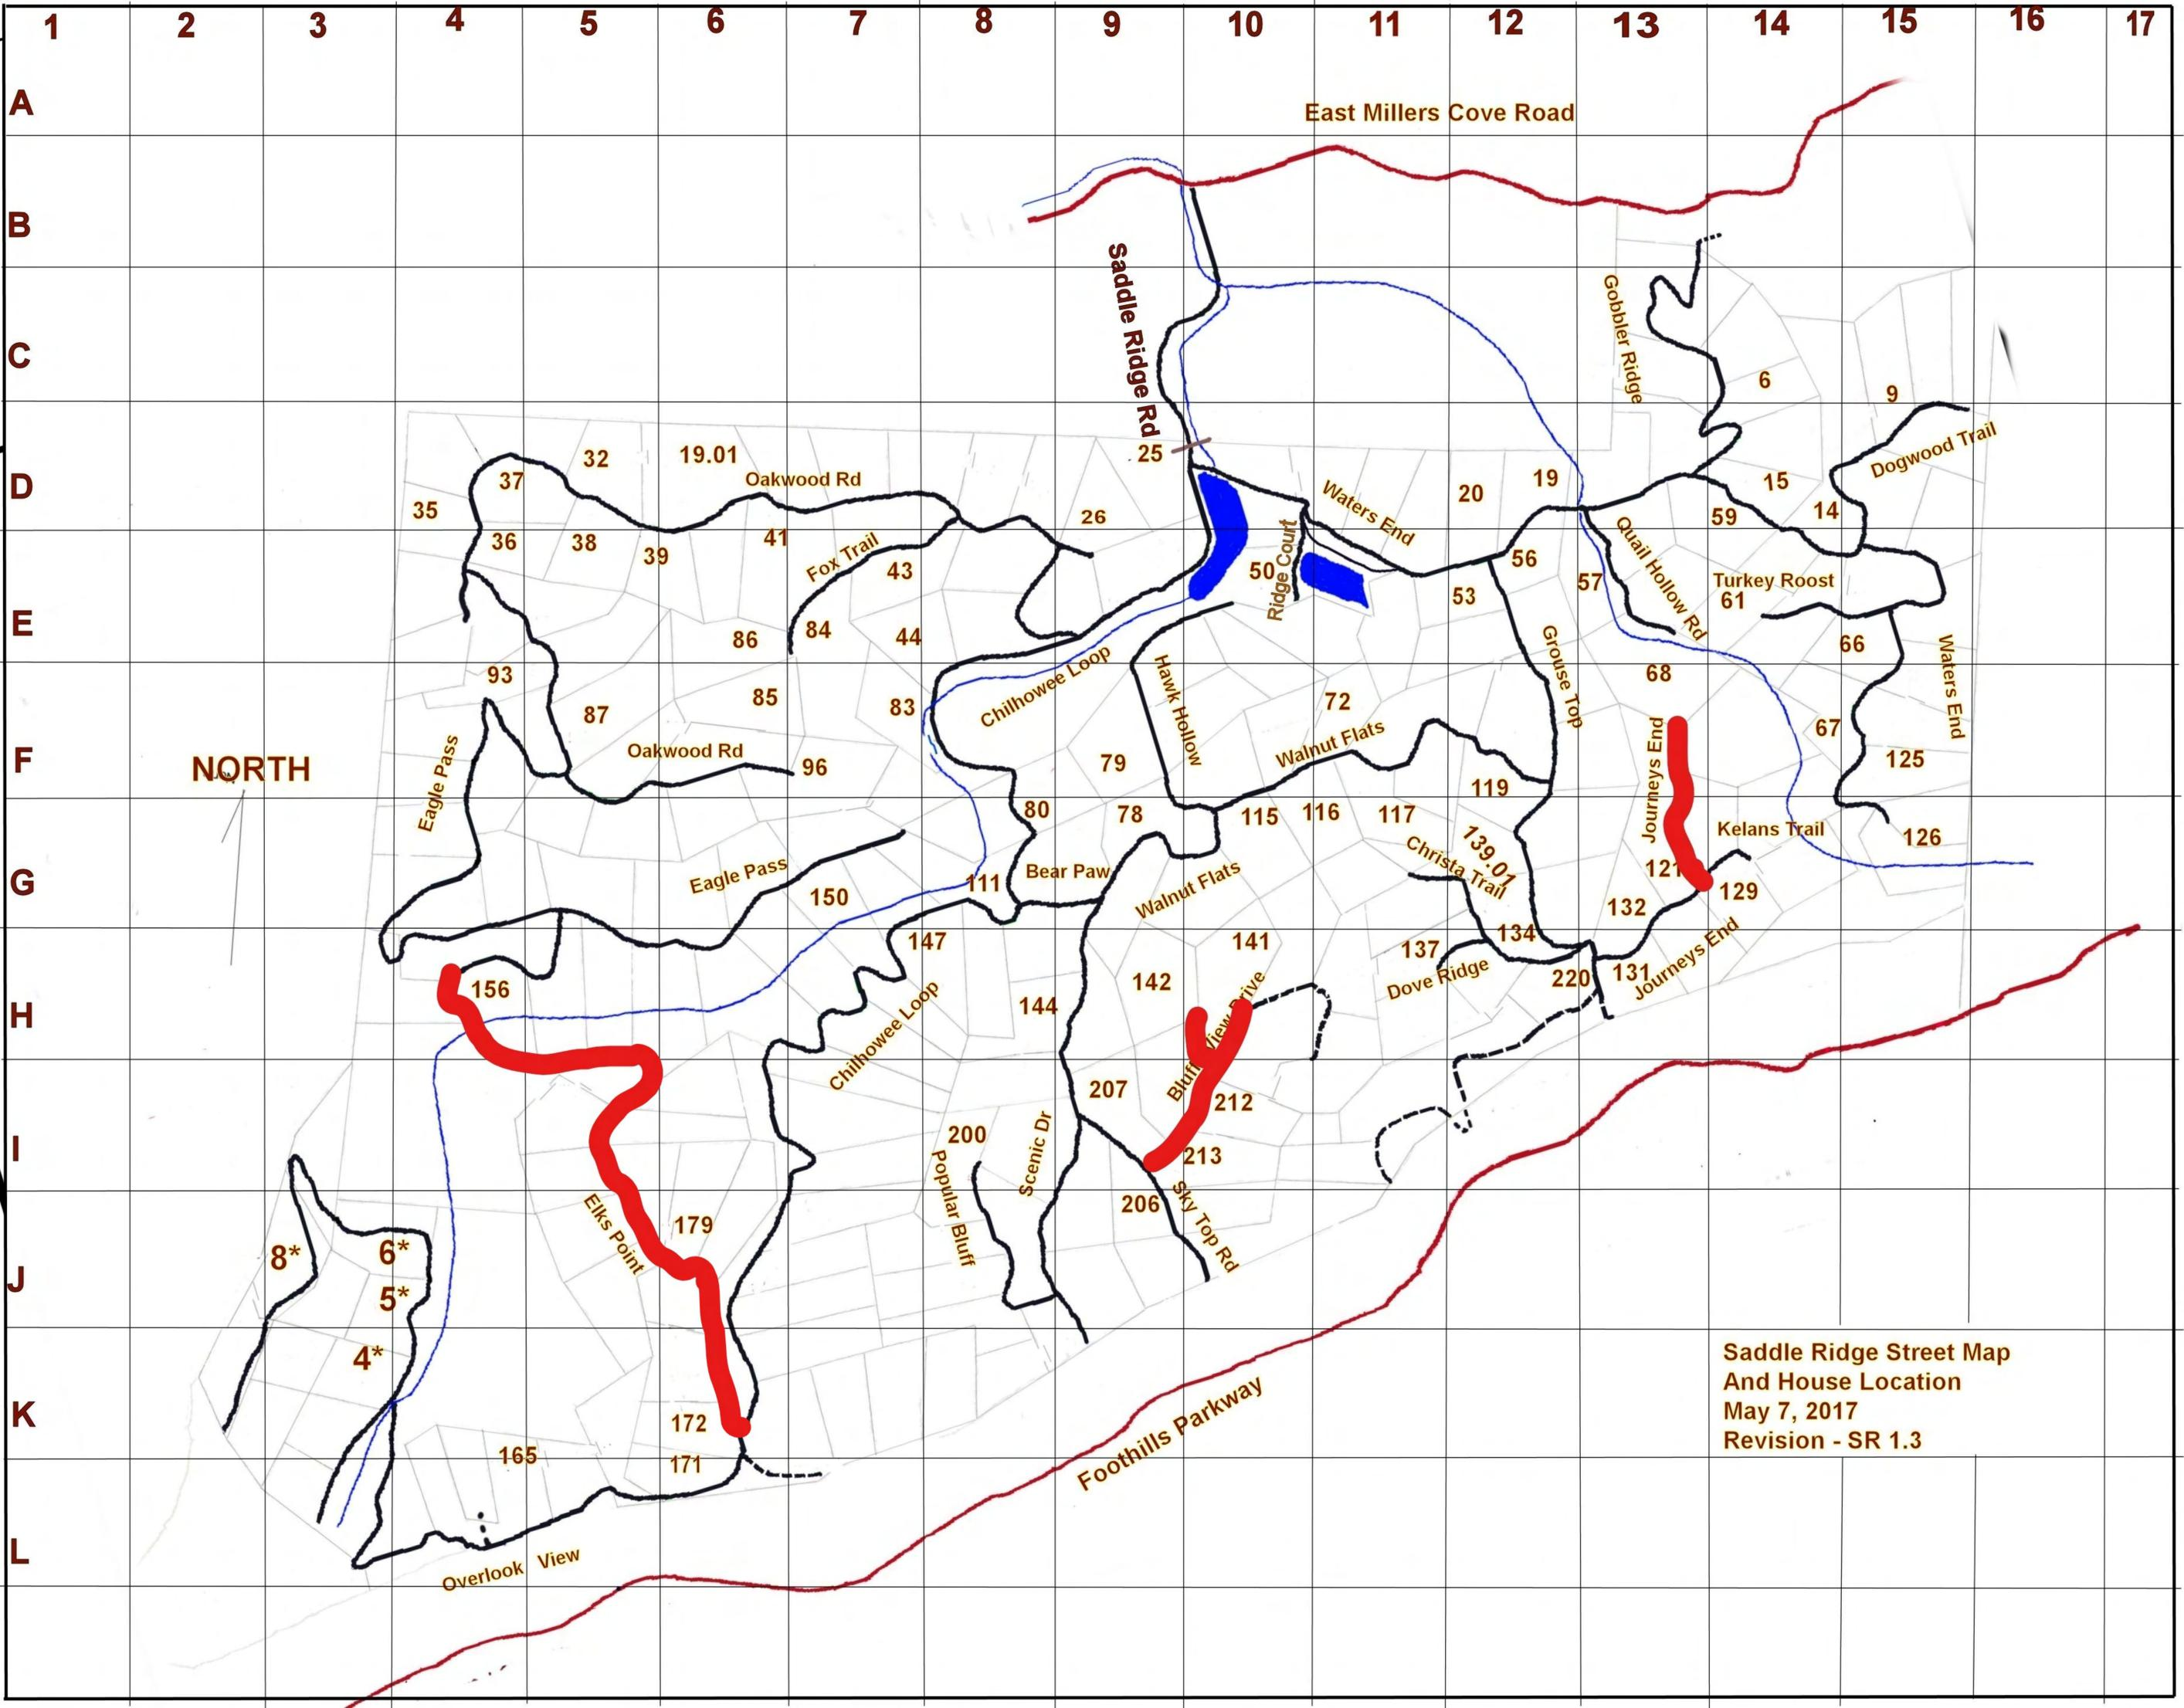 1 2 3 4 5 6 7 8 9 10 11 12 13 14 15 16 17
A
East Millers Cove Road
B
Saddle Ridge Rd
Gobbler Ridge
C
6
9
25
32
19.01
37
Oakwood Rd
D
35
26
20
19
15
Dogwood Trail
Waters End
59
14
36
38
39
41
Fox Trail
43
50
Ridge Court
56
57
Quail Hollow Rd
Turkey Roost
61
53
E
86
84
44
66
Waters End
93
Chilhowee Loop
Hawk Hollow
Grouse Top
68
87
85
83
72
67
Walnut Flats
Journeys End
NORTH
Eagle Pass
Oakwood Rd
96
79
F
125
119
80
78
115
116
117
Kelans Trail
126
139.01
Christa Trail
Eagle Pass
Bear Paw
121
G
111
150
Walnut Flats
129
132
147
141
134
137
Journeys End
142
Dove Ridge
220
131
156
H
144
Bluff View Drive
Chilhowee Loop
207
212
200
I
Scenic Dr
213
Popular Bluff
206
Sky Top Rd
Elks Point
179
8*
6*
J
5*
4*
Saddle Ridge Street Map
And House Location
May 7, 2017
Revision - SR 1.3
K
172
Foothills Parkway
165
171
L
Overlook View